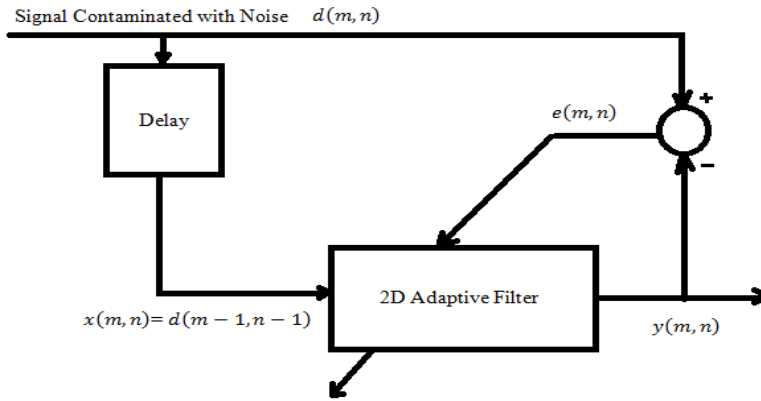 Signal Contaminated with Noise d(m, n)
+
e(m, n)
Delay
−
2D Adaptive Filter
x(m, n)= d(m − 1, n − 1)
y(m, n)